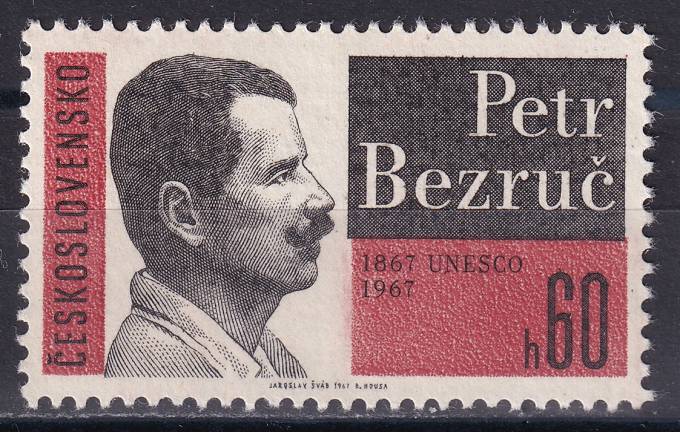 ČESKOSLOVENSKO
Petr
Bezruč
1867 UNESCO
1967
h60
JAROSLAV ŠVÁB 1967 B. HOUSA